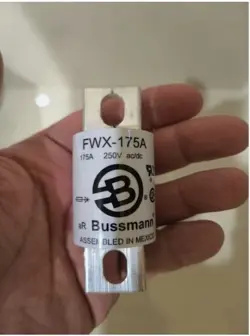 FWX-175A
175A 250V ac/dc
B
aR Bussmann
ASSEMBLED IN MEXICO